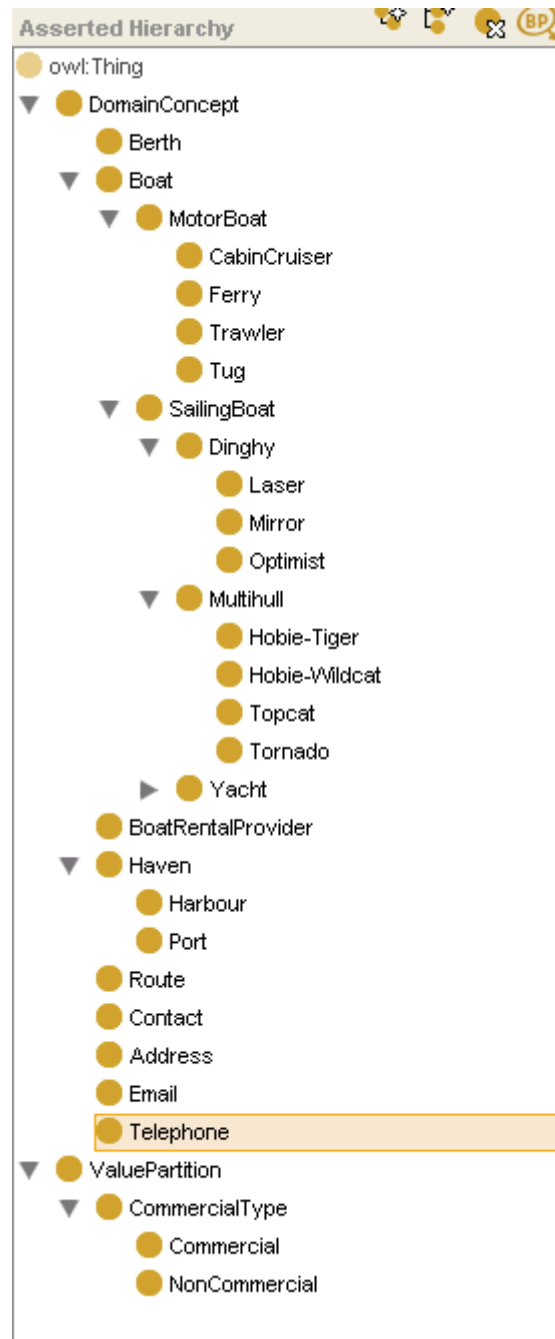 Asserted Hierarchy
BP
owl:Thing
DomainConcept
Berth
Boat
MotorBoat
CabinCruiser
Ferry
Trawler
Tug
SailingBoat
Dinghy
Laser
Mirror
Optimist
Multihull
Hobie-Tiger
Hobie-Wildcat
Topcat
Tornado
Yacht
BoatRentalProvider
Haven
Harbour
Port
Route
Contact
Address
Email
Telephone
ValuePartition
CommercialType
Commercial
NonCommercial